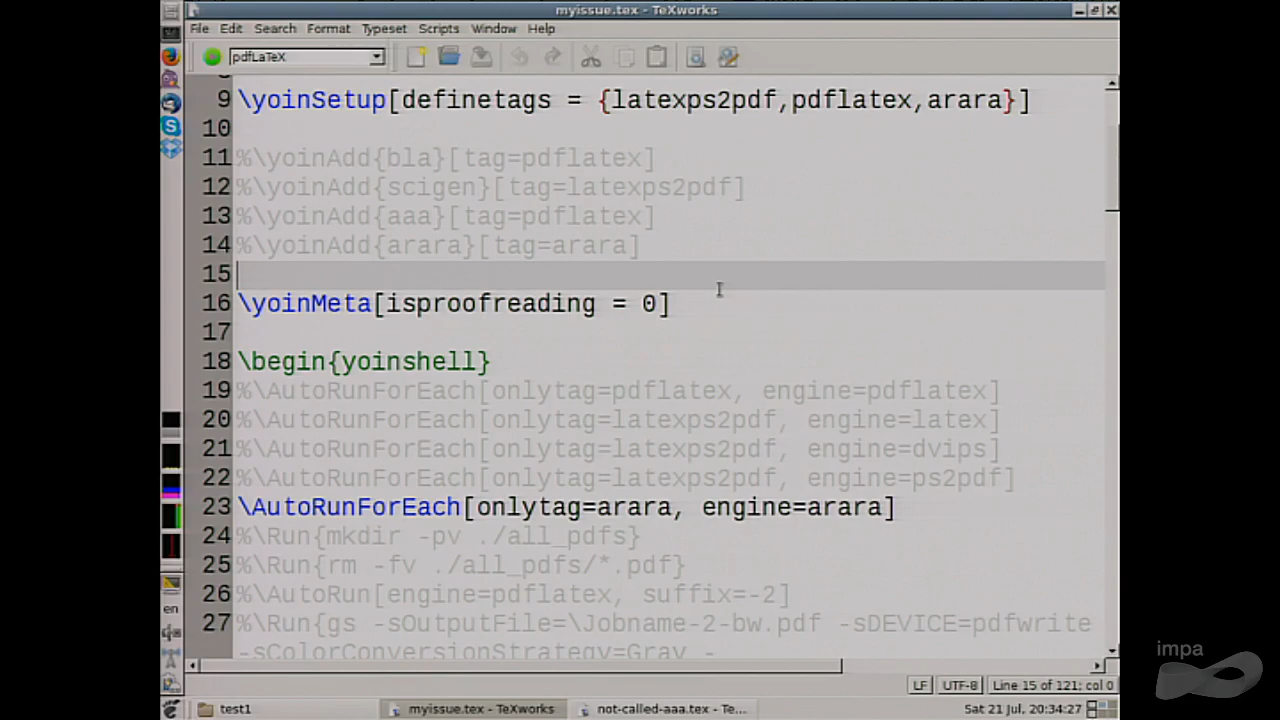 myissue.tex - TeXworks
File Edit Search Format Typeset Scripts Window Help
pdfLaTeX
9 \yoinSetup[definetags = {latexps2pdf,pdflatex,arara}]
10
11 %\yoinAdd{bla}[tag=pdflatex]
12 %\yoinAdd{scigen}[tag=latexps2pdf]
13 %\yoinAdd{aaa}[tag=pdflatex]
14 %\yoinAdd{arara}[tag=arara]
15
16 \yoinMeta[isproofreading = 0]
17
18 \begin{yoinshell}
19 %\AutoRunForEach[onlytag=pdflatex, engine=pdflatex]
20 %\AutoRunForEach[onlytag=latexps2pdf, engine=latex]
21 %\AutoRunForEach[onlytag=latexps2pdf, engine=dvips]
22 %\AutoRunForEach[onlytag=latexps2pdf, engine=ps2pdf]
23 \AutoRunForEach[onlytag=arara, engine=arara]
24 %\Run{mkdir -pv ./all_pdfs}
25 %\Run{rm -fv ./all_pdfs/*.pdf}
26 %\AutoRun[engine=pdflatex, suffix=-2]
27 %\Run{gs -sOutputFile=\Jobname-2-bw.pdf -sDEVICE=pdfwrite
-sColorConversionStrategy=Gray -
en
LF UTF-8 Line 15 of 121; col 0
test1 myissue.tex - TeXworks not-called-aaa.tex - Te... Sat 21 Jul, 20:34:27
impa